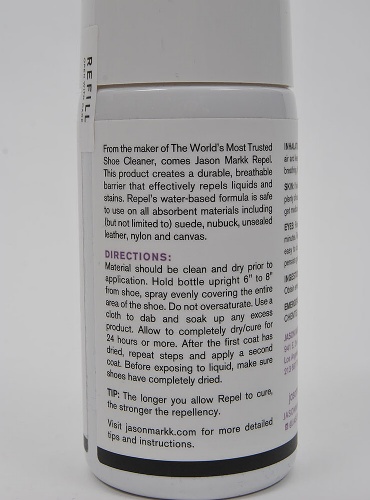 REFILL
From the maker of The World's Most Trusted
Shoe Cleaner, comes Jason Markk Repel.
This product creates a durable, breathable
barrier that effectively repels liquids and
stains. Repel's water-based formula is safe
to use on all absorbent materials including
(but not limited to) suede, nubuck, unsealed
leather, nylon and canvas.
DIRECTIONS:
Material should be clean and dry prior to
application. Hold bottle upright 6" to 8"
from shoe, spray evenly covering the entire
area of the shoe. Do not oversaturate. Use a
cloth to dab and soak up any excess
product. Allow to completely dry/cure for
24 hours or more. After the first coat has
dried, repeat steps and apply a second
coat. Before exposing to liquid, make sure
shoes have completely dried.
TIP: The longer you allow Repel to cure,
the stronger the repellency.
Visit jasonmarkk.com for more detailed
tips and instructions.
SKIN:
EYES: